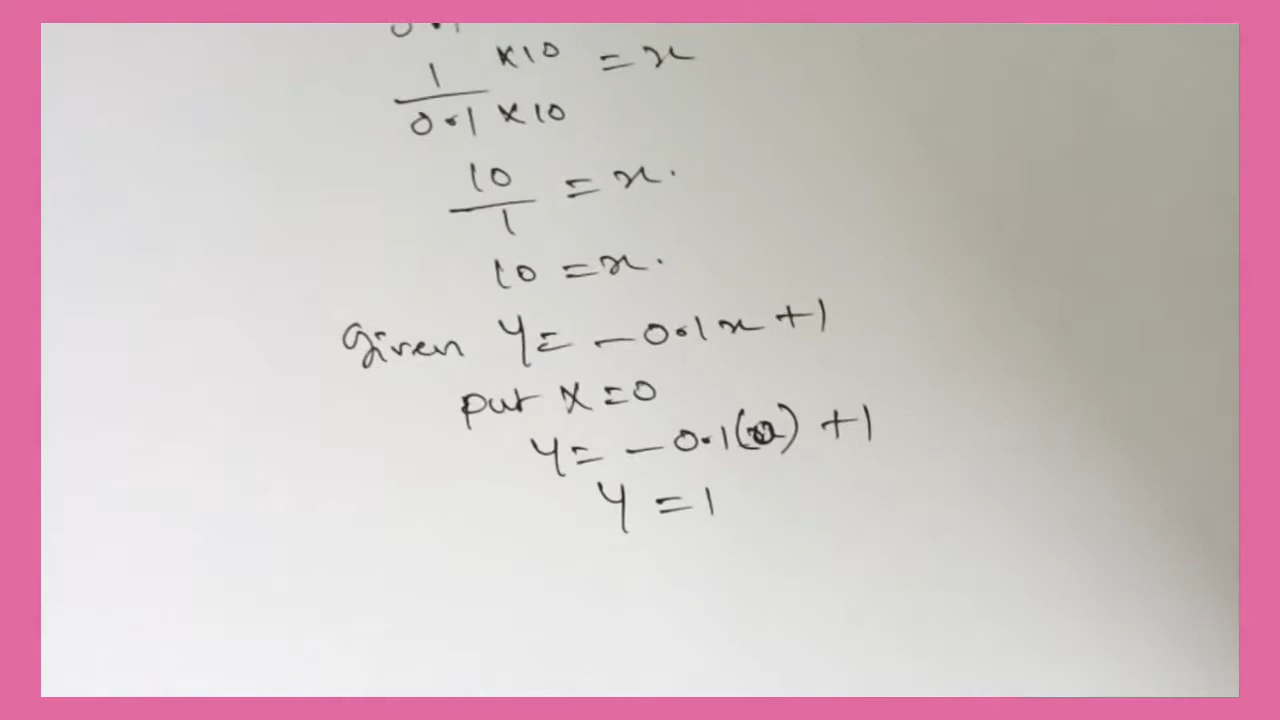 1 ×10 = x
0.1 ×10
10 = x.
1
10 = x.
Given y = -0.1x +1
put x = 0
y = -0.1(0) +1
y = 1